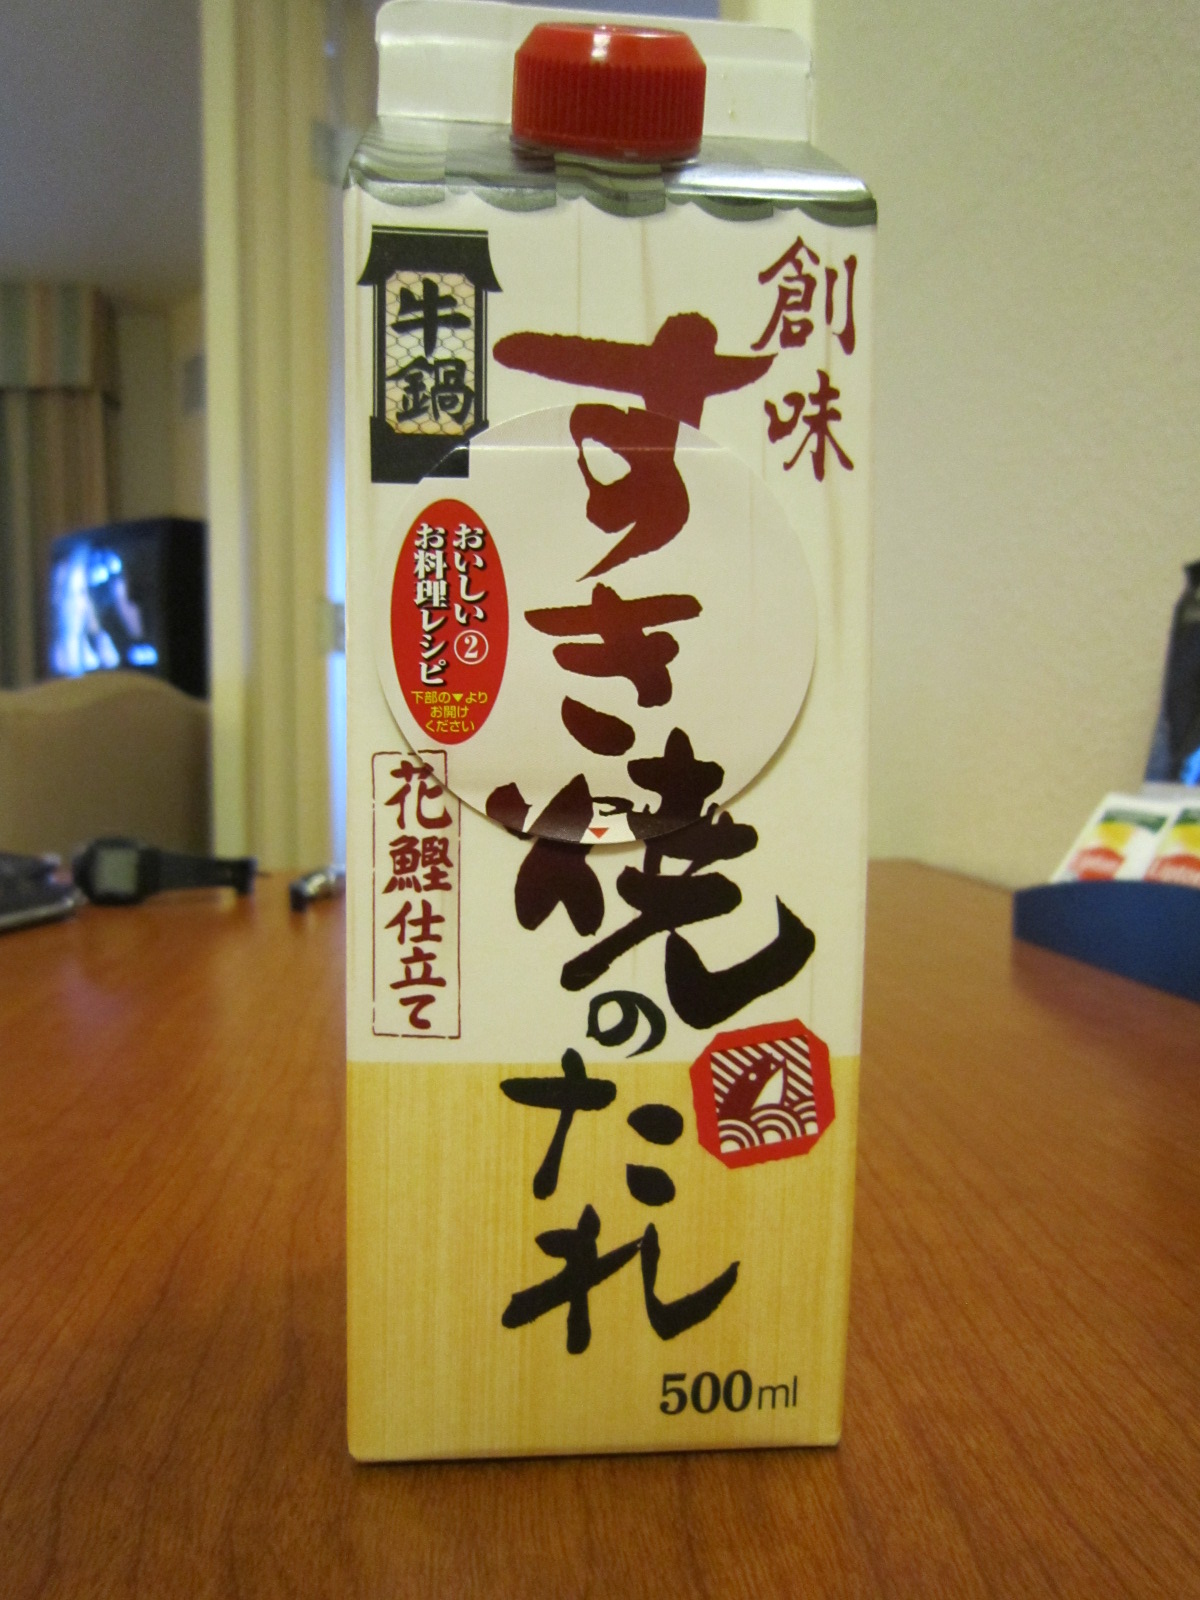 創味
すき焼のたれ
牛鍋
おいしい②
お料理レシピ
下部の▼より
お開け
ください
花鰹仕立て
500ml
Lipton
Lipton